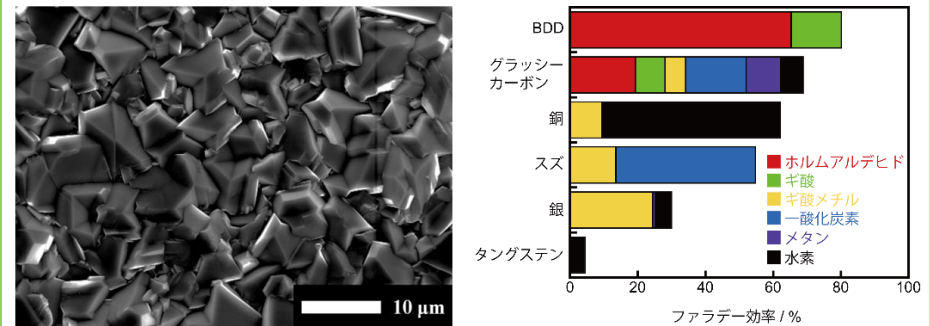 10 µm
BDD
グラッシー
カーボン
銅
スズ
銀
タングステン
ホルムアルデヒド
ギ酸
ギ酸メチル
一酸化炭素
メタン
水素
0 20 40 60 80 100
ファラデー効率 / %